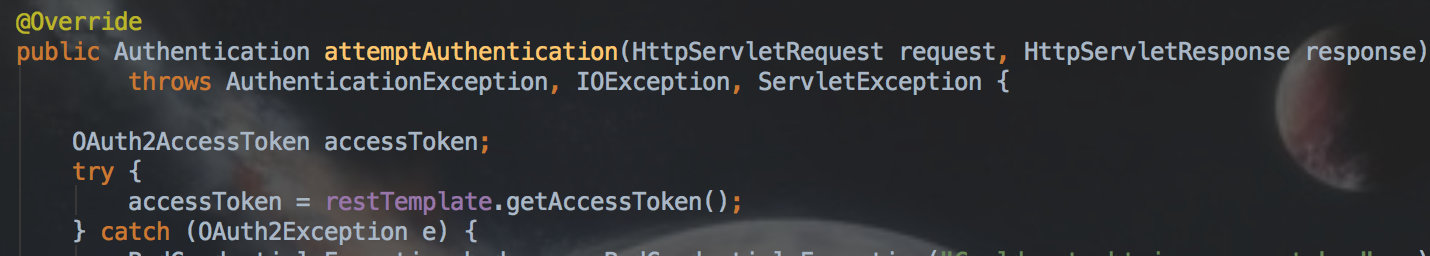 @Override
public Authentication attemptAuthentication(HttpServletRequest request, HttpServletResponse response)
throws AuthenticationException, IOException, ServletException {
OAuth2AccessToken accessToken;
try {
accessToken = restTemplate.getAccessToken();
} catch (OAuth2Exception e) {